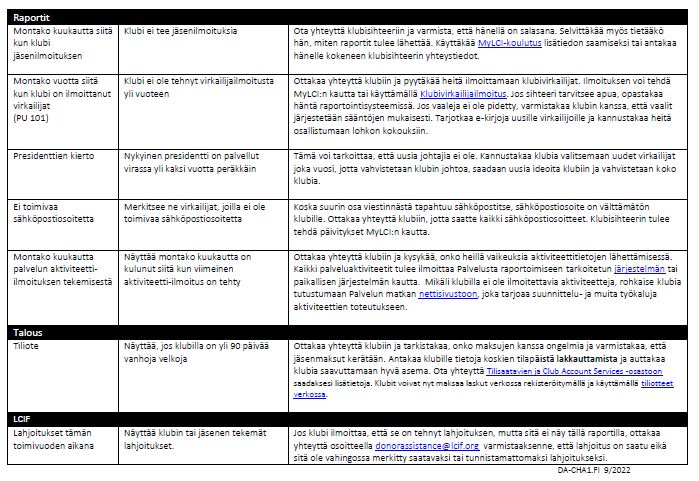 Raportit
Montako kuukautta siitä
kun klubi
jäsenilmoituksen
Klubi ei tee jäsenilmoituksia
Ota yhteyttä klubisihteeriin ja varmista, että hänellä on salasana. Selvittäkää myös tietääkö
hän, miten raportit tulee lähettää. Käyttäkää MyLCI-koulutus lisätiedon saamiseksi tai antakaa
hänelle kokeneen klubisihteerin yhteystiedot.
Montako vuotta siitä
kun klubi on ilmoittanut
virkailijat
(PU 101)
Klubi ei ole tehnyt virkailijailmoitusta
yli vuoteen
Ottakaa yhteyttä klubiin ja pyytäkää heitä ilmoittamaan klubivirkailijat. Ilmoituksen voi tehdä
MyLCI:n kautta tai käyttämällä Klubivirkailijailmoitus. Jos sihteeri tarvitsee apua, opastakaa
häntä raportointisysteemissä. Jos vaaleja ei ole pidetty, varmistakaa klubin kanssa, että vaalit
järjestetään sääntöjen mukaisesti. Tarjotkaa e-kirjoja uusille virkailijoille ja kannustakaa heitä
osallistumaan lohkon kokouksiin.
Presidenttien kierto
Nykyinen presidentti on palvellut
virassa yli kaksi vuotta peräkkäin
Tämä voi tarkoittaa, että uusia johtajia ei ole. Kannustakaa klubia valitsemaan uudet virkailijat
joka vuosi, jotta vahvistetaan klubin johtoa, saadaan uusia ideoita klubiin ja vahvistetaan koko
klubia.
Ei toimivaa
sähköpostiosoitetta
Merkitsee ne virkailijat, joilla ei ole
toimivaa sähköpostiosoitetta
Koska suurin osa viestinnästä tapahtuu sähköpostitse, sähköpostiosoite on välttämätön
klubille. Ottakaa yhteyttä klubiin, jotta saatte kaikki sähköpostiosoitteet. Klubisihteerin tulee
tehdä päivitykset MyLCI:n kautta.
Montako kuukautta
palvelun aktiviteetti-
ilmoituksen tekemisestä
Näyttää montako kuukautta on
kulunut siitä kun viimeinen
aktiviteetti-ilmoitus on tehty
Ottakaa yhteyttä klubiin ja kysykää, onko heillä vaikeuksia aktiviteettitietojen lähettämisessä.
Kaikki palveluaktiviteetit tulee ilmoittaa Palvelusta raportoimiseen tarkoitetun järjestelmän tai
paikallisen järjestelmän kautta. Mikäli klubilla ei ole ilmoitettavia aktiviteetteja, rohkaise klubia
tutustumaan Palvelun matkan nettisivustoon, joka tarjoaa suunnittelu- ja muita työkaluja
aktiviteettien toteutukseen.
Talous
Tiliote
Näyttää, jos klubilla on yli 90 päivää
vanhoja velkoja
Ottakaa yhteyttä klubiin ja tarkistakaa, onko maksujen kanssa ongelmia ja varmistakaa, että
jäsenmaksut kerätään. Antakaa klubille tietoja koskien tilapäistä lakkauttamista ja auttakaa
klubia saavuttamaan hyvä asema. Ota yhteyttä Tilisaatavien ja Club Account Services -osastoon
saadaksesi lisätietoja. Klubit voivat nyt maksaa laskut verkossa rekisteröitymällä ja käyttämällä tiliotteet
verkossa.
LCIF
Lahjoitukset tämän
toimivuoden aikana
Näyttää klubin tai jäsenen tekemät
lahjoitukset.
Jos klubi ilmoittaa, että se on tehnyt lahjoituksen, mutta sitä ei näy tällä raportilla, ottakaa
yhteyttä osoitteella donorassistance@lcif.org varmistaaksenne, että lahjoitus on saatu eikä
sitä ole vahingossa merkitty saatavaksi tai tunnistamattomaksi lahjoitukseksi.
DA-CHA1.FI 9/2022